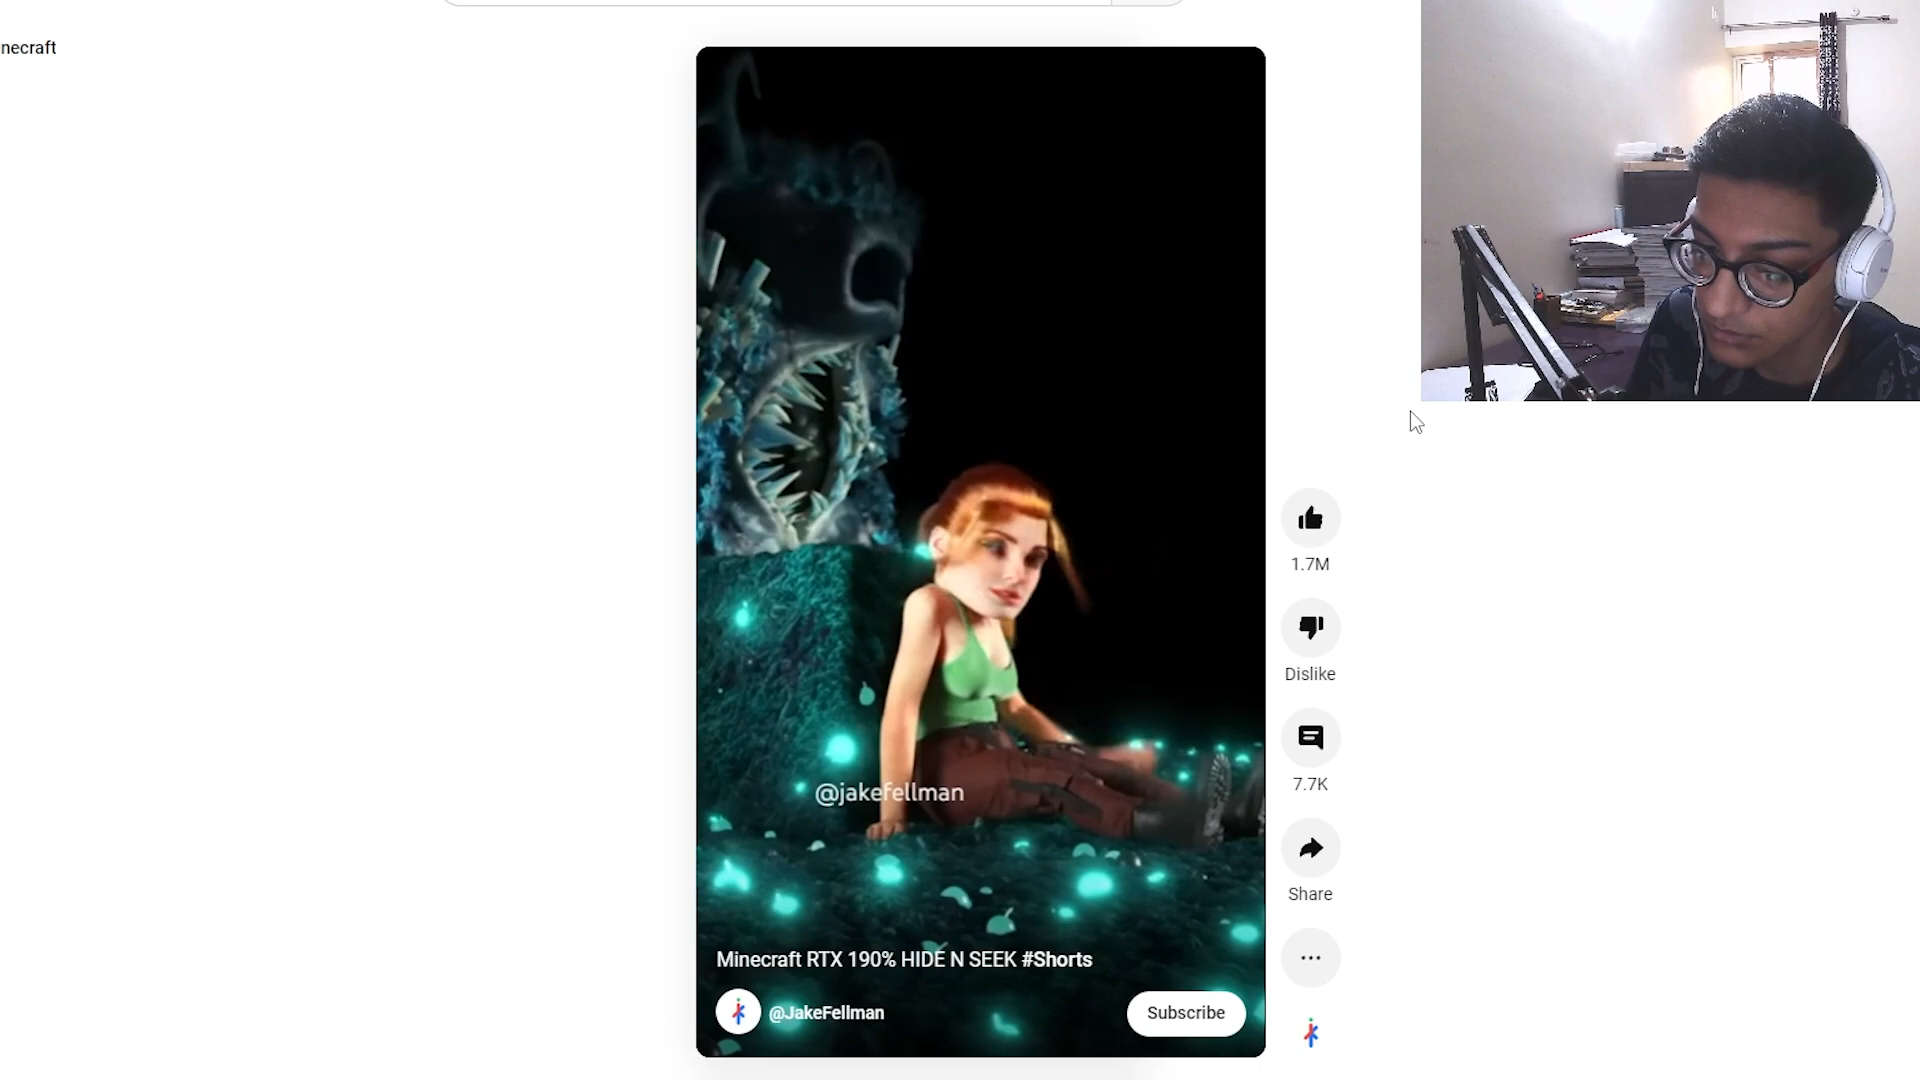 necraft
1.7M
Dislike
7.7K
Share
@jakefellman
Minecraft RTX 190% HIDE N SEEK #Shorts
@JakeFellman
Subscribe